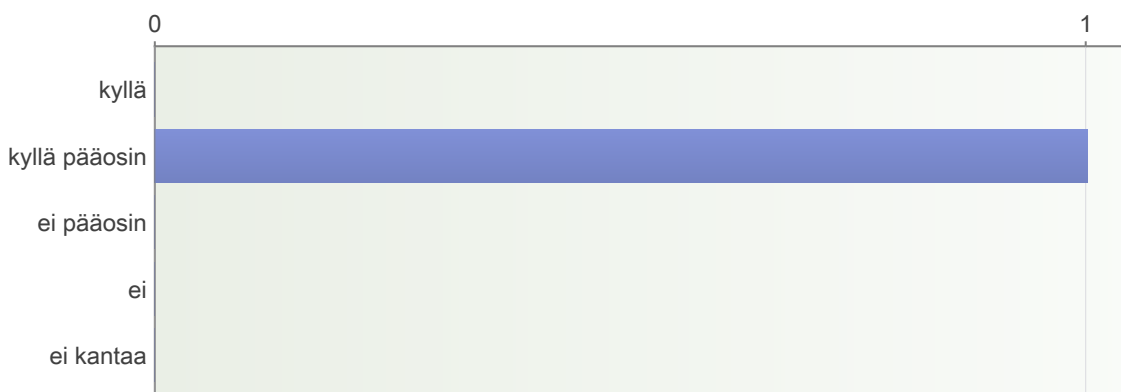 0 1
kyllä
kyllä pääosin
ei pääosin
ei
ei kantaa